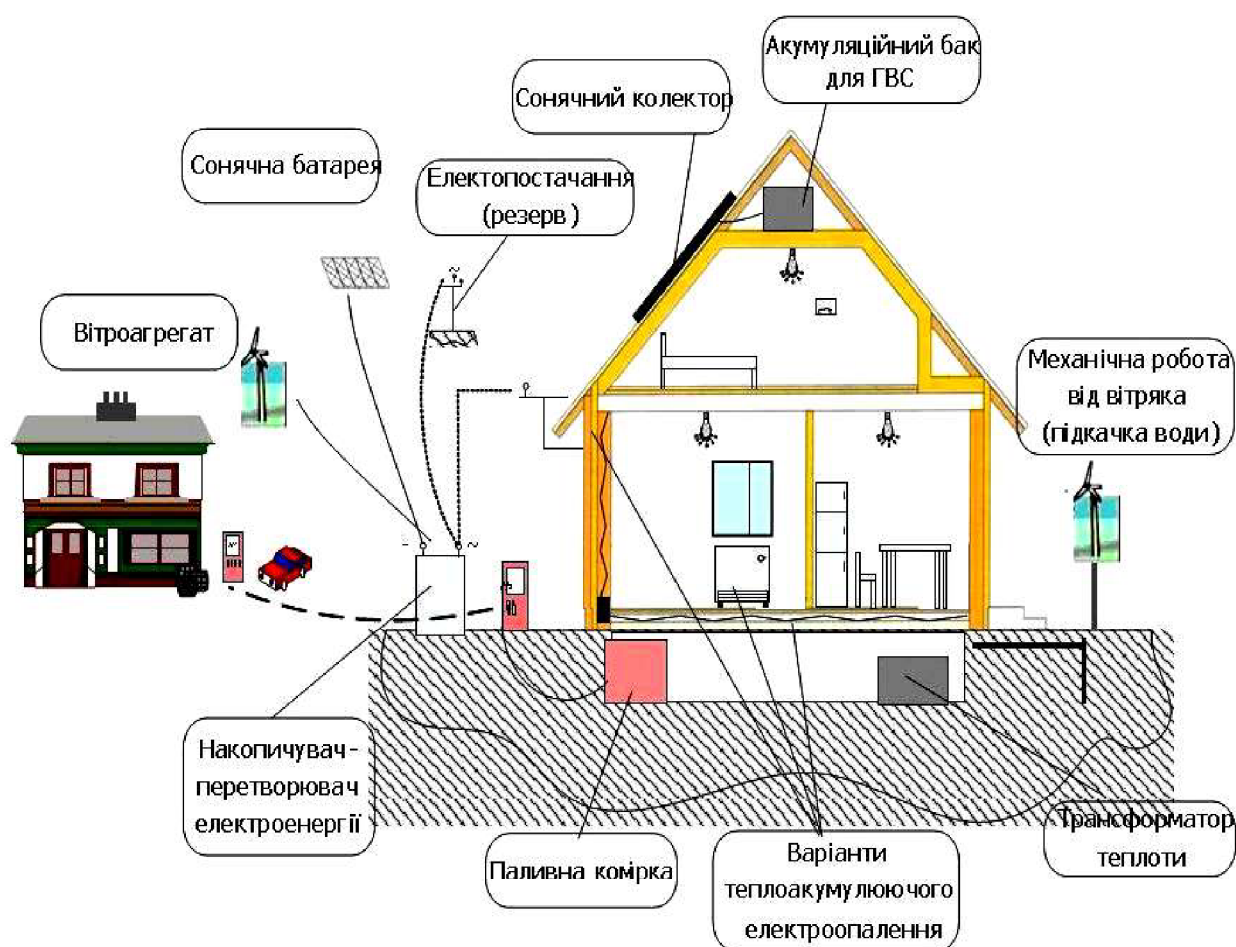 Акумуляційний бак
для ГВС
Сонячний колектор
Сонячна батарея
Електопостачання
(резерв)
Вітроагрегат
Механічна робота
від вітряка
(підкачка води)
~
-
~
Накопичувач-
перетворювач
електроенергії
Паливна комірка
Варіанти
теплоакумулюючого
електроопалення
Трансформатор
теплоти